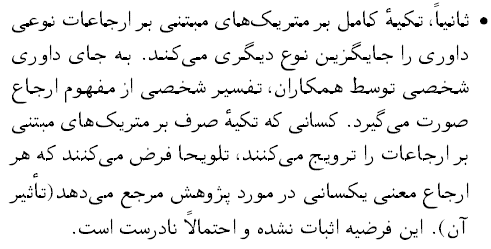 • ثانیاً، تکیهٔ کامل بر متریک‌های مبتنی بر ارجاعات نوعی
داوری را جایگزین نوع دیگری می‌کند. به جای داوری
شخصی توسط همکاران، تفسیر شخصی از مفهوم ارجاع
صورت می‌گیرد. کسانی که تکیهٔ صرف بر متریک‌های مبتنی
بر ارجاعات را ترویج می‌کنند، تلویحا فرض می‌کنند که هر
ارجاع معنی یکسانی در مورد پژوهش مرجع می‌دهد(تأثیر
آن). این فرضیه اثبات نشده و احتمالاً نادرست است.